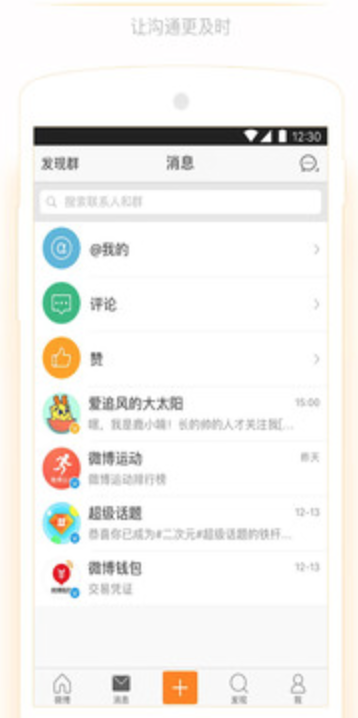 让沟通更及时
12:30
发现群
消息
搜索联系人和群
@我的
评论
赞
爱追风的大太阳
15:00
嗯，我是鹿小喃！长的帅的人才关注我[...
微博运动
昨天
微博运动排行榜
超级话题
12-13
恭喜你已成为#二次元#超级话题的铁杆...
微博钱包
12-13
交易凭证
微博
消息
发现
我